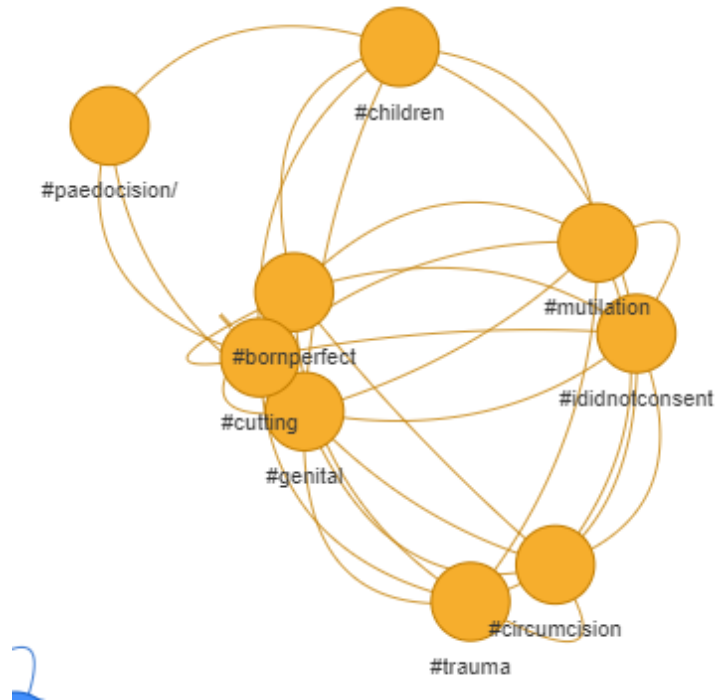 #children
#paedocision/
#mutilation
#bornperfect
#ididnotconsent
#cutting
#genital
#circumcision
#trauma